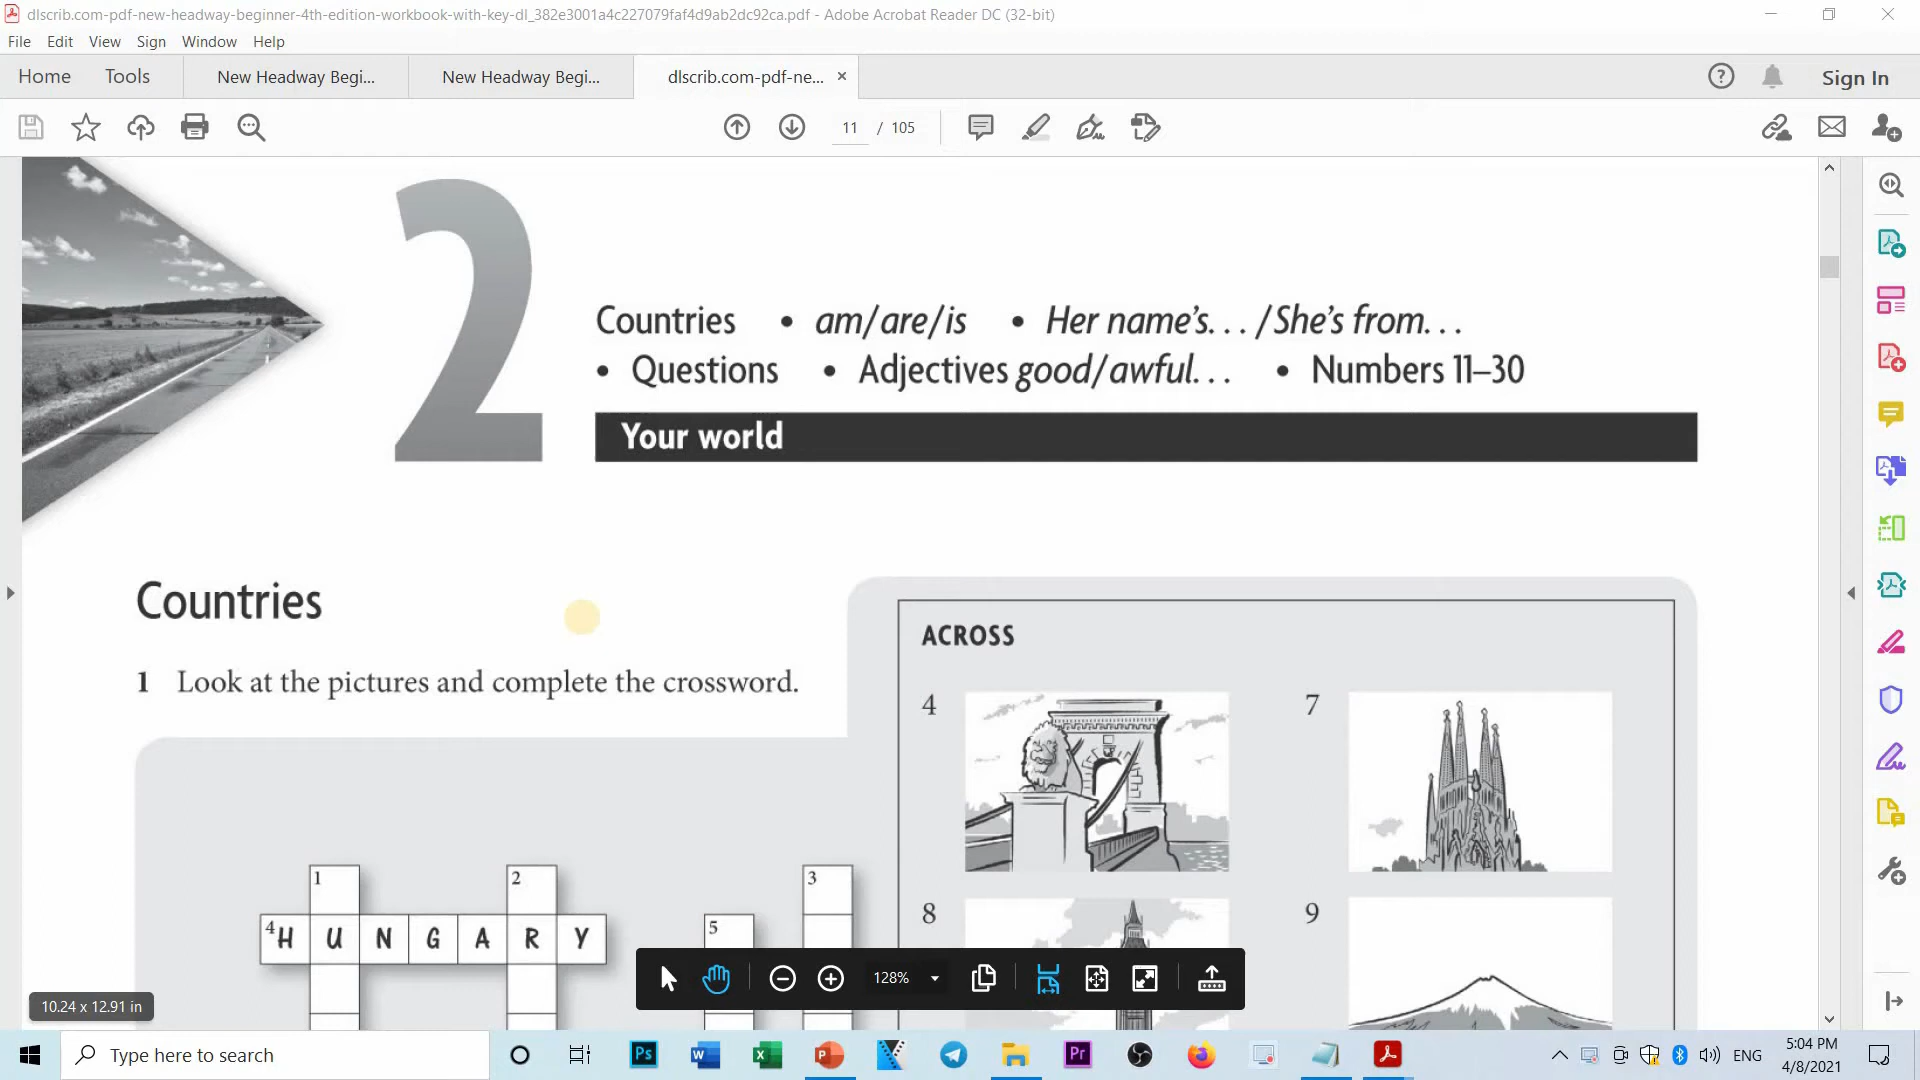 dlscrib.com-pdf-new-headway-beginner-4th-edition-workbook-with-key-dl_382e3001a4c227079faf4d9ab2dc92ca.pdf - Adobe Acrobat Reader DC (32-bit)
File Edit View Sign Window Help
Home Tools New Headway Begi... New Headway Begi... dlscrib.com-pdf-ne... × Sign In
11 / 105
2
Countries • am/are/is • Her name's. . . /She's from. . .
• Questions • Adjectives good/awful. . . • Numbers 11–30
Your world
Countries
1 Look at the pictures and complete the crossword.
ACROSS
4 7
8 9
1 2 3
4 H U N G A R Y 5
128%
10.24 x 12.91 in
Type here to search
Ps W X P Pr
ENG
5:04 PM
4/8/2021